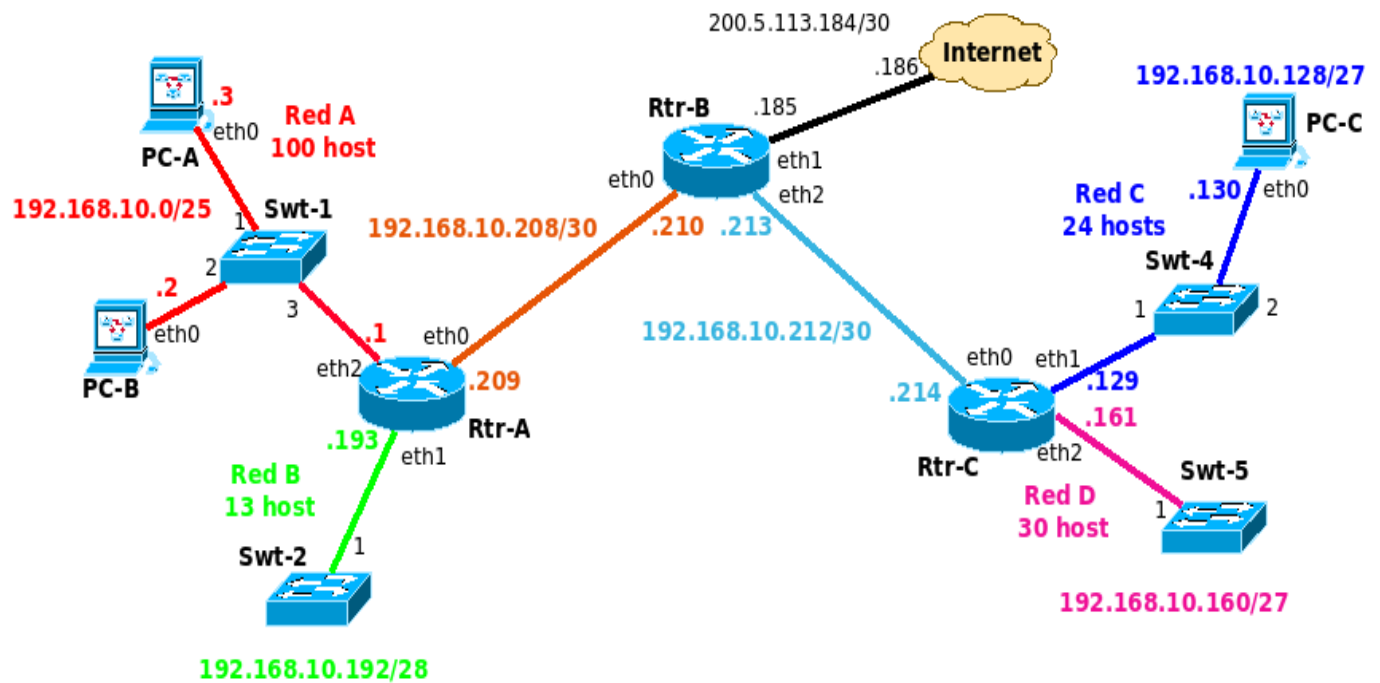 200.5.113.184/30
Internet
.186
192.168.10.128/27
Rtr-B
.185
PC-C
.3
Red A
100 host
eth0
PC-A
eth1
eth0
eth2
Red C
24 hosts
.130
eth0
192.168.10.0/25
1
Swt-1
192.168.10.208/30
.210
.213
Swt-4
2
3
.2
eth0
PC-B
1
2
.1
eth0
eth2
.209
Rtr-A
192.168.10.212/30
eth0
eth1
.129
.214
.161
Rtr-C
eth2
.193
eth1
Red B
13 host
Swt-5
1
Red D
30 host
1
Swt-2
192.168.10.160/27
192.168.10.192/28